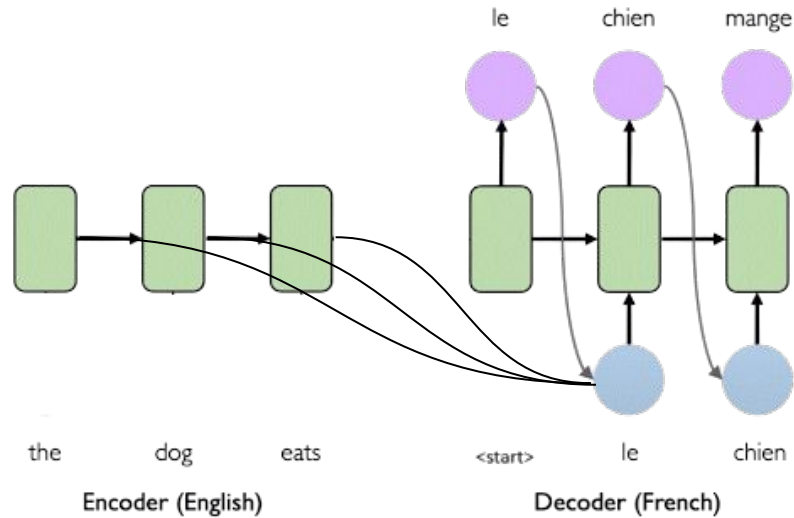 le chien mange
the dog eats <start> le chien
Encoder (English) Decoder (French)